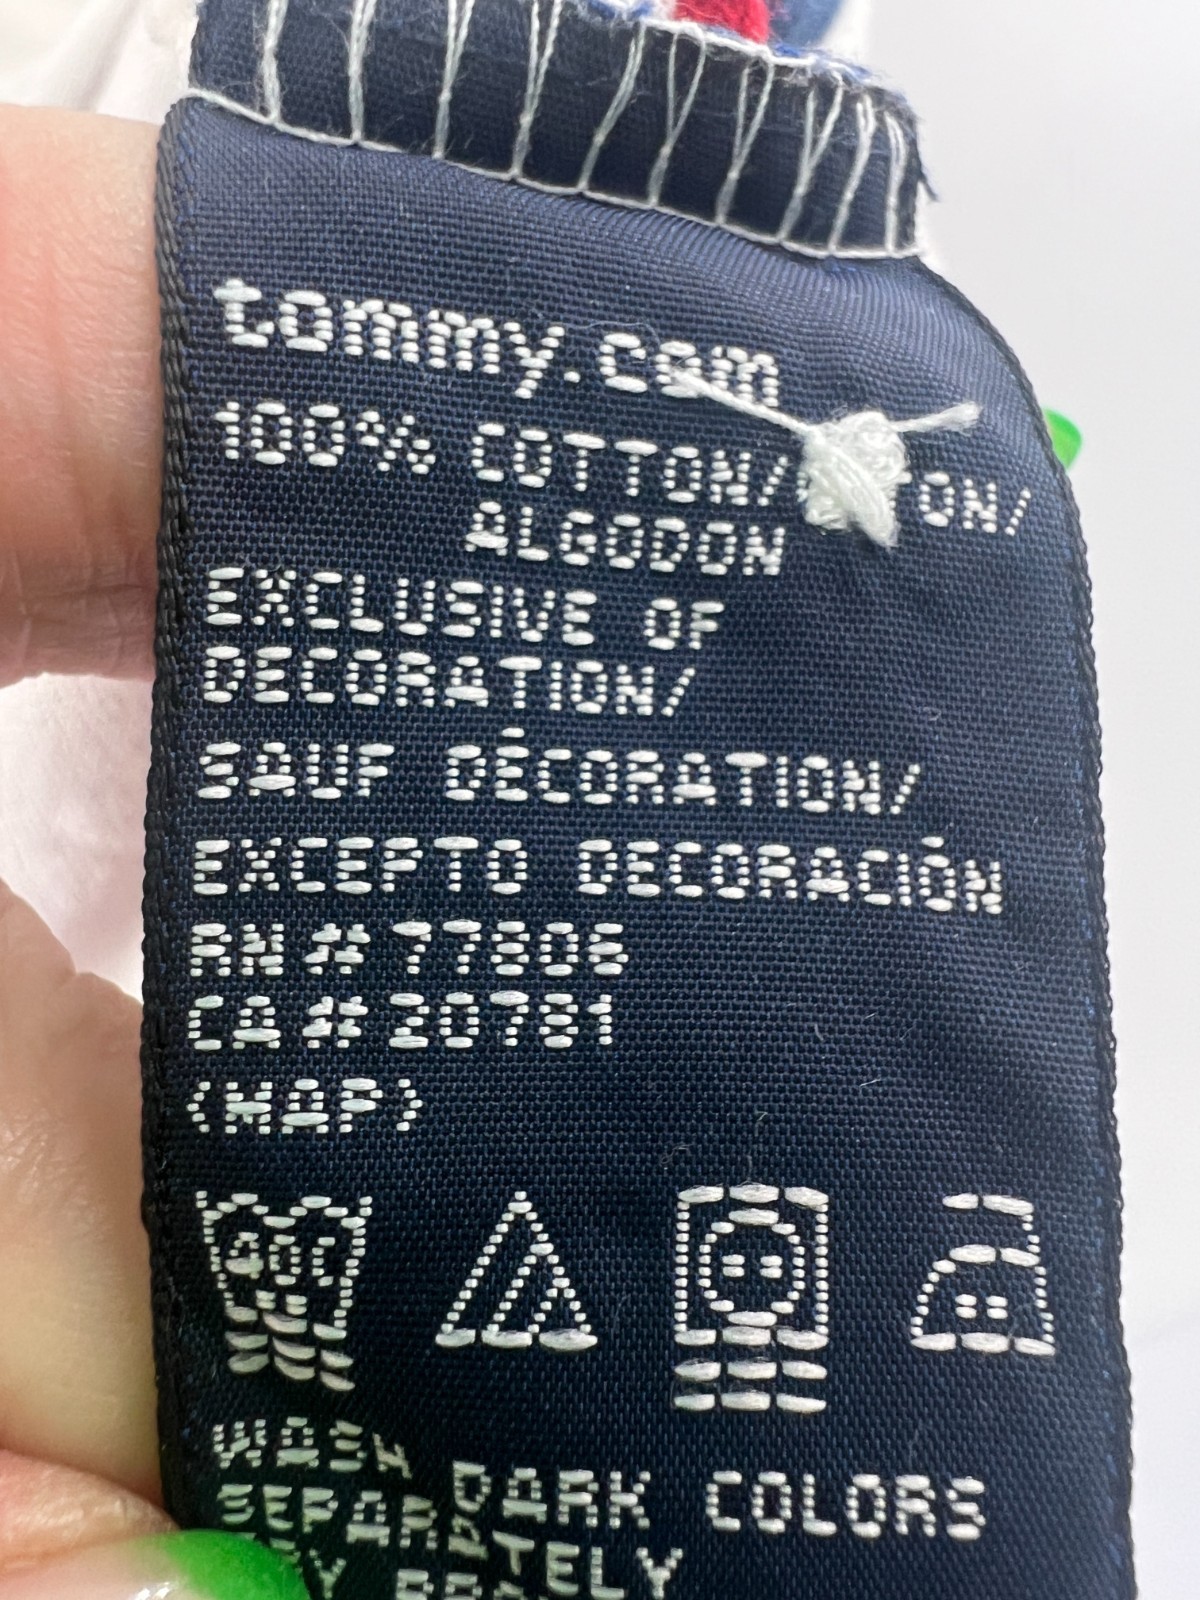 tommy.com
100% COTTON/ ON/
ALGODON
EXCLUSIVE OF
DECORATION/
SAUF DÉCORATION/
EXCEPTO DECORACIÓN
RN#77806
CA#20781
(MAP)
40C
WASH DARK COLORS
SEPARATELY